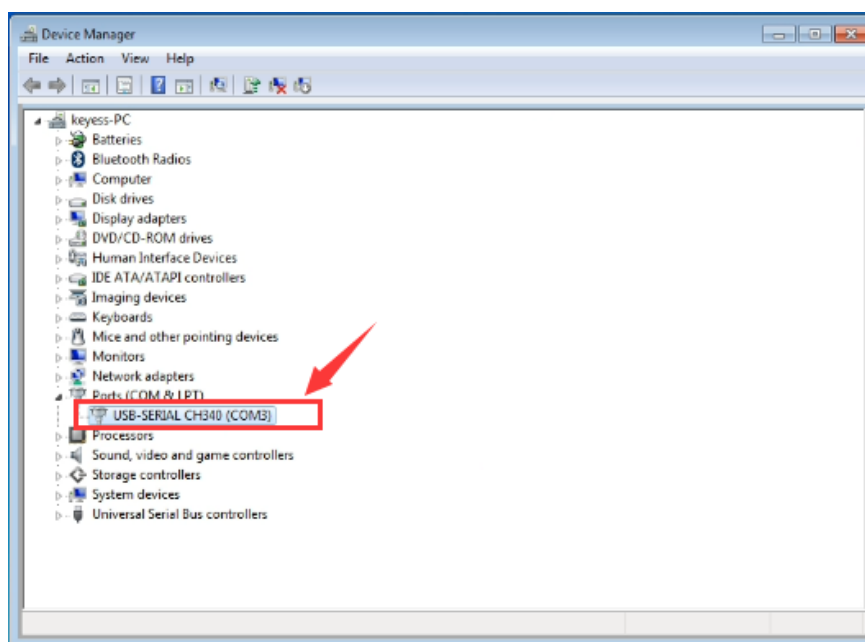 Device Manager
File Action View Help
keyess-PC
Batteries
Bluetooth Radios
Computer
Disk drives
Display adapters
DVD/CD-ROM drives
Human Interface Devices
IDE ATA/ATAPI controllers
Imaging devices
Keyboards
Mice and other pointing devices
Monitors
Network adapters
Ports (COM & LPT)
USB-SERIAL CH340 (COM3)
Processors
Sound, video and game controllers
Storage controllers
System devices
Universal Serial Bus controllers